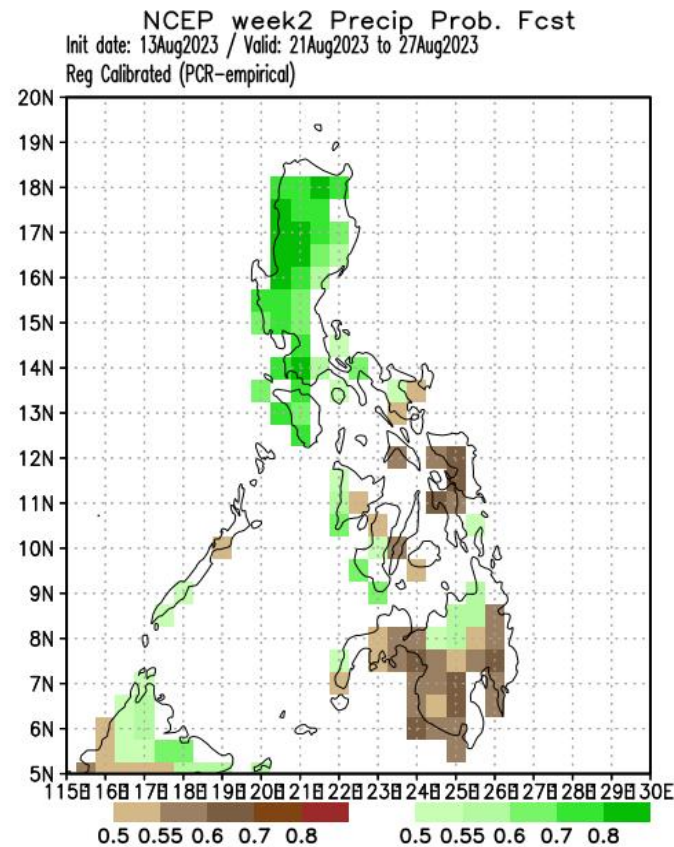 NCEP week2 Precip Prob. Fcst
Init date: 13Aug2023 / Valid: 21Aug2023 to 27Aug2023
Reg Calibrated (PCR-empirical)
20N
19N
18N
17N
16N
15N
14N
13N
12N
11N
10N
9N
8N
7N
6N
5N
115E 116E 117E 118E 119E 120E 121E 122E 123E 124E 125E 126E 127E 128E 129E 130E
0.5 0.55 0.6 0.7 0.8 0.5 0.55 0.6 0.7 0.8